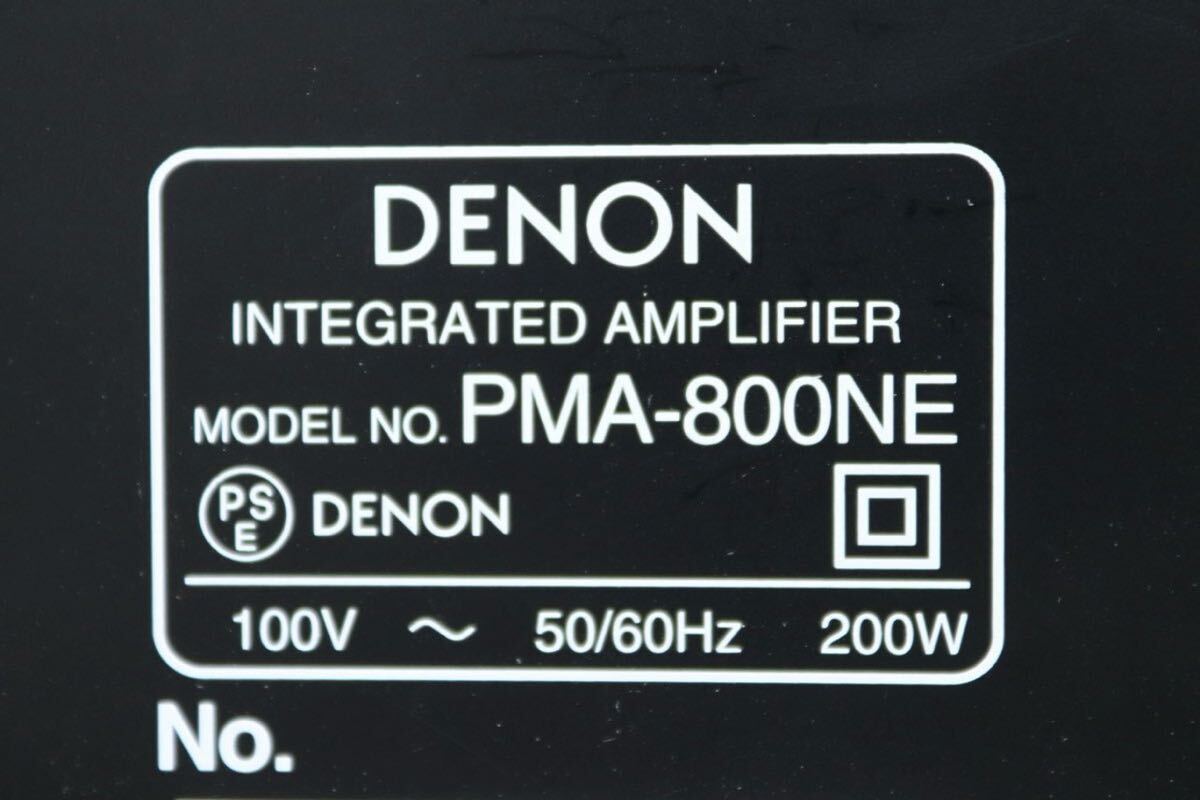 DENON
INTEGRATED AMPLIFIER
MODEL NO. PMA-800NE
PSE DENON
100V ~ 50/60Hz 200W
No.